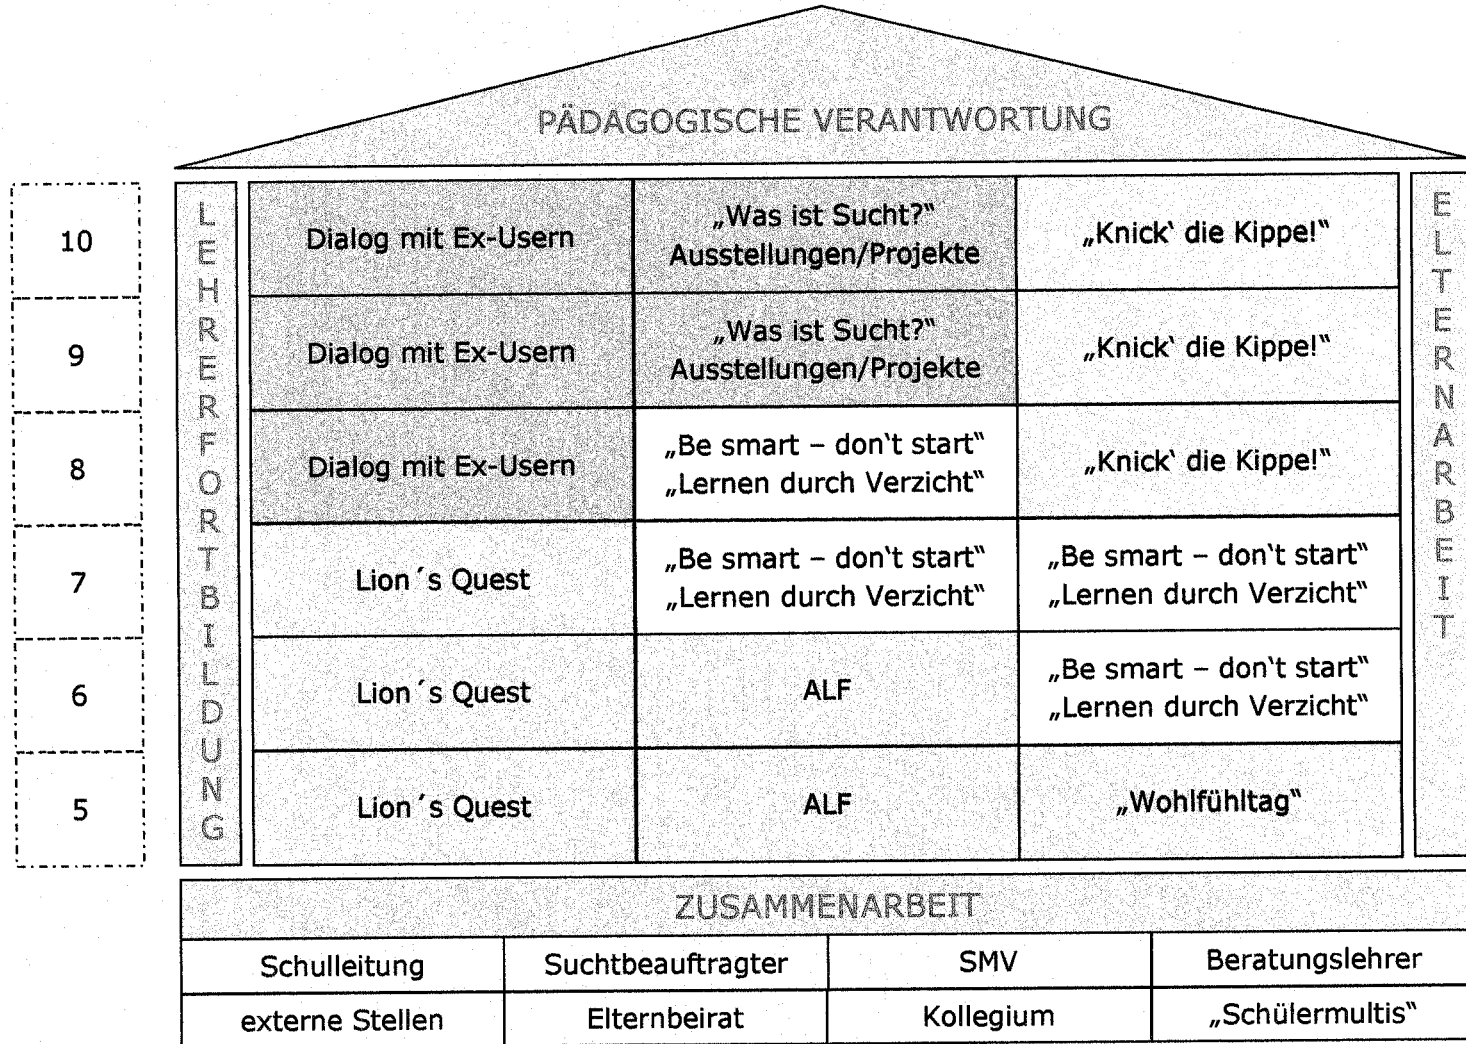 PÄDAGOGISCHE VERANTWORTUNG
LEHRERFORTBILDUNG
ELTERNARBEIT
10
Dialog mit Ex-Usern
„Was ist Sucht?“
Ausstellungen/Projekte
„Knick‘ die Kippe!“
9
Dialog mit Ex-Usern
„Was ist Sucht?“
Ausstellungen/Projekte
„Knick‘ die Kippe!“
8
Dialog mit Ex-Usern
„Be smart – don‘t start“
„Lernen durch Verzicht“
„Knick‘ die Kippe!“
7
Lion´s Quest
„Be smart – don‘t start“
„Lernen durch Verzicht“
„Be smart – don‘t start“
„Lernen durch Verzicht“
6
Lion´s Quest
ALF
„Be smart – don‘t start“
„Lernen durch Verzicht“
5
Lion´s Quest
ALF
„Wohlfühltag“
ZUSAMMENARBEIT
Schulleitung
Suchtbeauftragter
SMV
Beratungslehrer
externe Stellen
Elternbeirat
Kollegium
„Schülermultis“